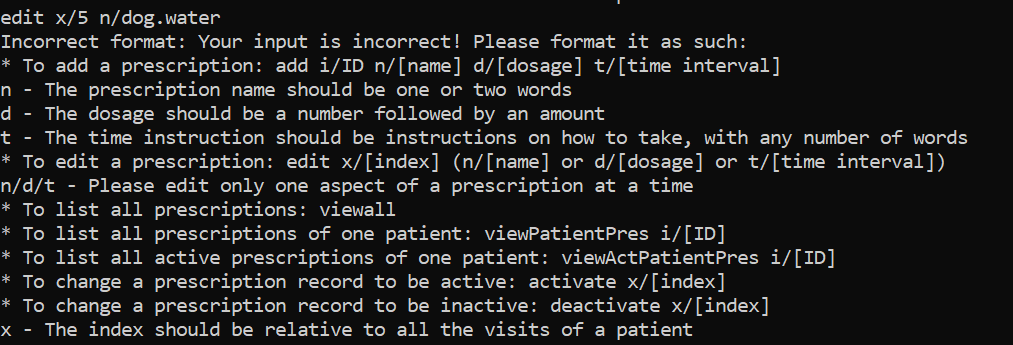 edit x/5 n/dog.water
Incorrect format: Your input is incorrect! Please format it as such:
* To add a prescription: add i/ID n/[name] d/[dosage] t/[time interval]
n - The prescription name should be one or two words
d - The dosage should be a number followed by an amount
t - The time instruction should be instructions on how to take, with any number of words
* To edit a prescription: edit x/[index] (n/[name] or d/[dosage] or t/[time interval])
n/d/t - Please edit only one aspect of a prescription at a time
* To list all prescriptions: viewall
* To list all prescriptions of one patient: viewPatientPres i/[ID]
* To list all active prescriptions of one patient: viewActPatientPres i/[ID]
* To change a prescription record to be active: activate x/[index]
* To change a prescription record to be inactive: deactivate x/[index]
x - The index should be relative to all the visits of a patient